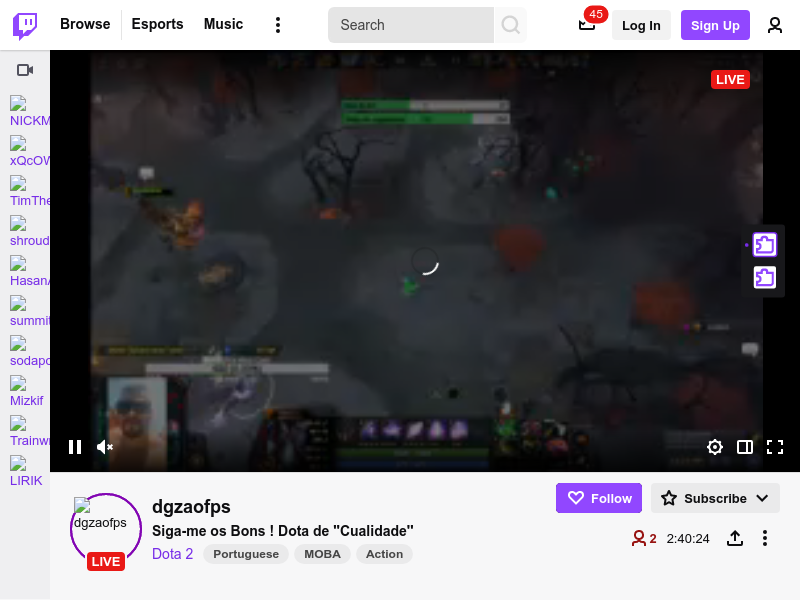 Browse
Esports
Music
Search
45
Log In
Sign Up
LIVE
NICKM
xQcOW
TimThe
shroud
HasanA
summit
sodapo
Mizkif
Trainwr
LIRIK
dgzaofps
LIVE
dgzaofps
Siga-me os Bons ! Dota de "Cualidade"
Dota 2
Portuguese
MOBA
Action
Follow
Subscribe
2
2:40:24